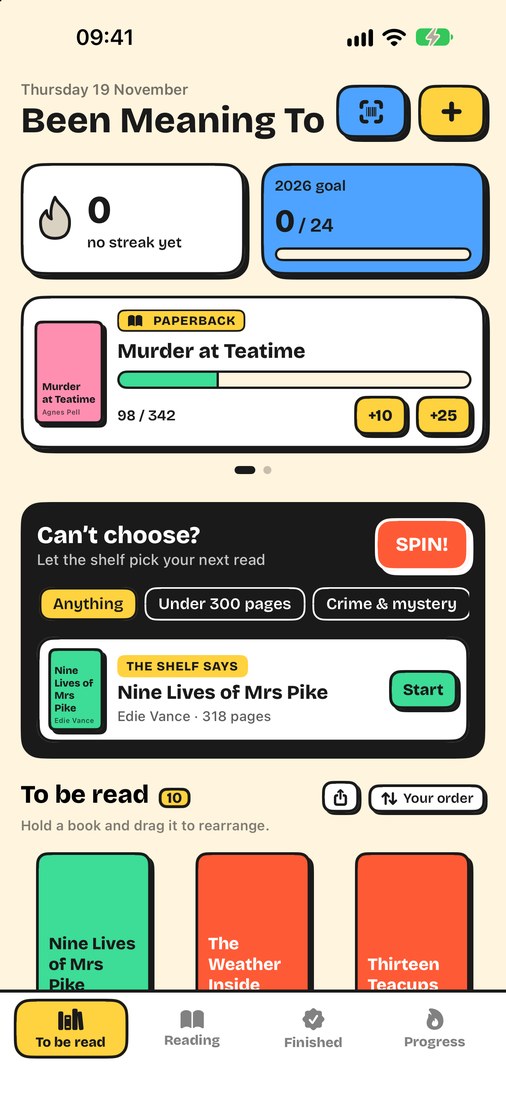 09:41
Thursday 19 November
Been Meaning To
0
no streak yet
2026 goal
0 / 24
PAPERBACK
Murder at Teatime
Murder
at Teatime
Agnes Pell
98 / 342
+10
+25
Can't choose?
Let the shelf pick your next read
SPIN!
Anything
Under 300 pages
Crime & mystery
Nine
Lives of
Mrs
Pike
Edie Vance
THE SHELF SAYS
Nine Lives of Mrs Pike
Edie Vance · 318 pages
Start
To be read 10
Your order
Hold a book and drag it to rearrange.
Nine Lives
of Mrs
Pike
The
Weather
Inside
Thirteen
Teacups
To be read
Reading
Finished
Progress